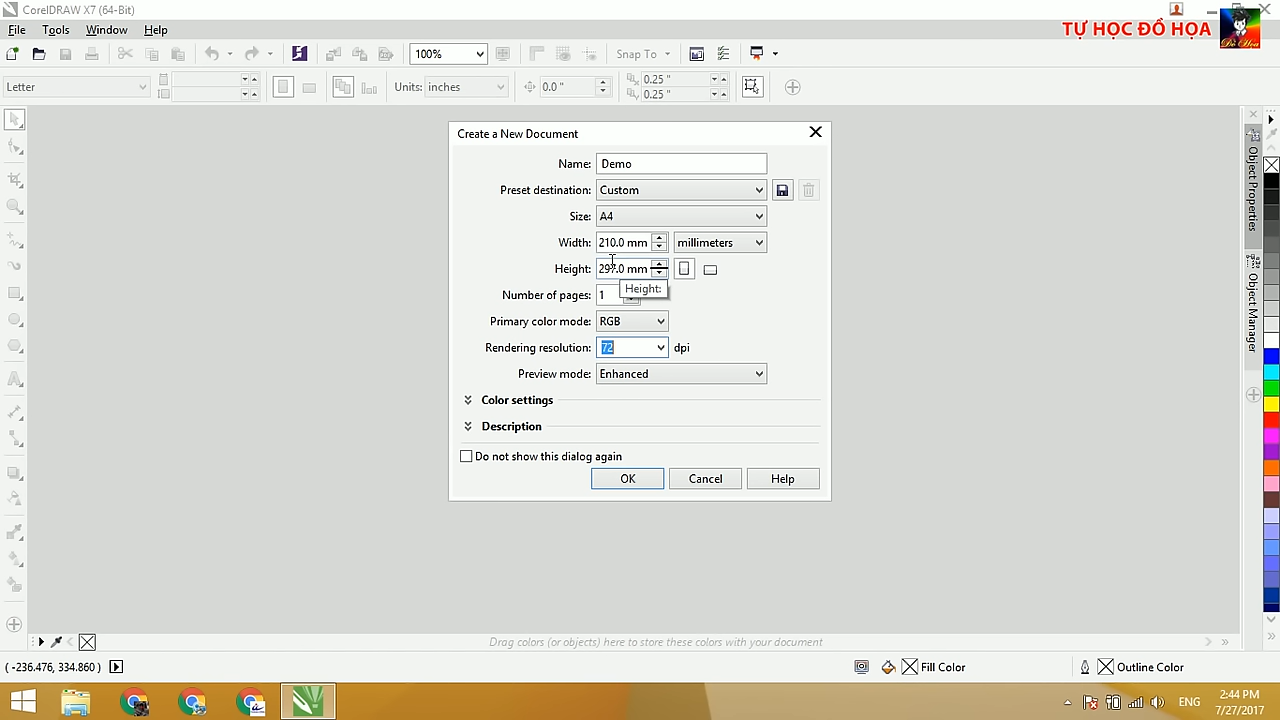 CorelDRAW X7 (64-Bit)
File Tools Window Help
TỰ HỌC ĐỒ HỌA
Đồ Họa
100% Snap To
Letter Units: inches 0.0 " 0.25 "
0.25 "
Create a New Document
Name: Demo
Preset destination: Custom
Size: A4
Width: 210.0 mm millimeters
Height: 297.0 mm
Height:
Number of pages: 1
Primary color mode: RGB
Rendering resolution: 72 dpi
Preview mode: Enhanced
Color settings
Description
Do not show this dialog again
OK Cancel Help
Object Properties
Object Manager
Drag colors (or objects) here to store these colors with your document
( -236.476, 334.860 ) Fill Color Outline Color
ENG 2:44 PM
7/27/2017